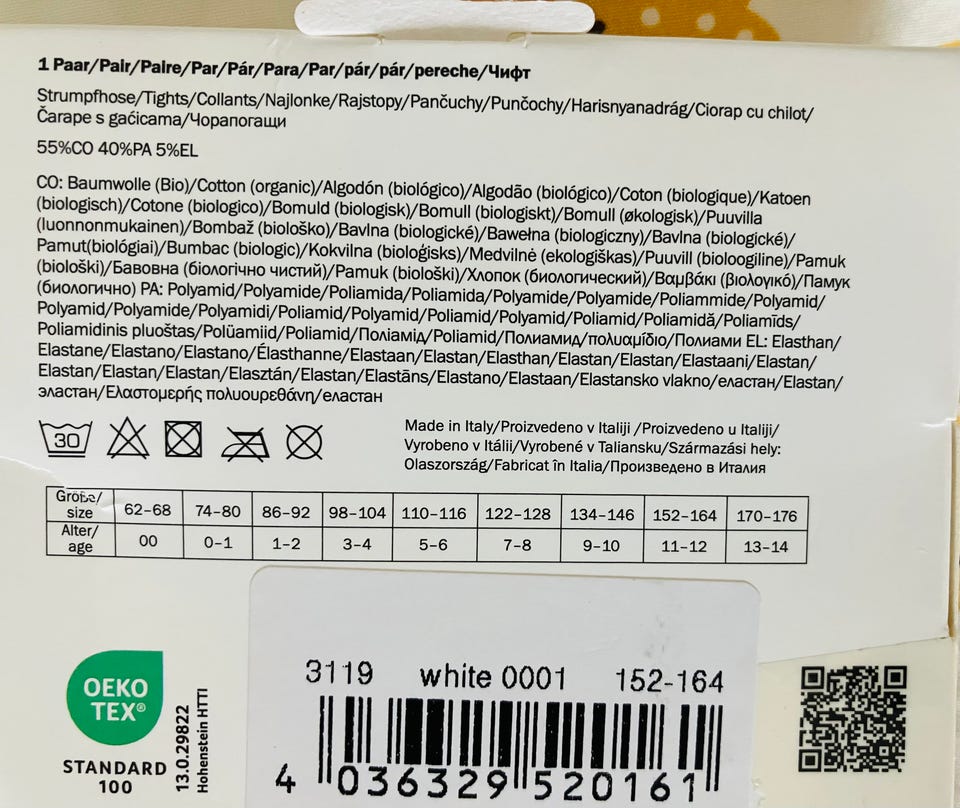 1 Paar/Pair/Paire/Par/Pár/Para/Par/pár/pár/pereche/Чифт
Strumpfhose/Tights/Collants/Najlonke/Rajstopy/Pančuchy/Punčochy/Harisnyanadrág/Ciorap cu chilot/
Čarape s gaćicama/Чорапогащи
55%CO 40%PA 5%EL
CO: Baumwolle (Bio)/Cotton (organic)/Algodón (biológico)/Algodão (biológico)/Coton (biologique)/Katoen
(biologisch)/Cotone (biologico)/Bomuld (biologisk)/Bomull (biologiskt)/Bomull (økologisk)/Puuvilla
(luonnonmukainen)/Bombaž (biološko)/Bavlna (biologické)/Bawełna (biologiczny)/Bavlna (biologické)/
Pamut(biológiai)/Bumbac (biologic)/Kokvilna (bioloģisks)/Medvilnė (ekologiškas)/Puuvill (bioloogiline)/Pamuk
(biološki)/Бавовна (біологічно чистий)/Pamuk (biološki)/Хлопок (биологический)/Βαμβάκι (βιολογικό)/Памук
(биологично) PA: Polyamid/Polyamide/Poliamida/Poliamida/Polyamide/Polyamide/Poliammide/Polyamid/
Polyamid/Polyamide/Polyamidi/Poliamid/Polyamid/Poliamid/Polyamid/Poliamid/Poliamidă/Poliamīds/
Poliamidinis pluoštas/Polüamiid/Poliamid/Поліамід/Poliamid/Полиамид/πολυαμίδιο/Полиами EL: Elasthan/
Elastane/Elastano/Elastano/Élasthanne/Elastaan/Elastan/Elasthan/Elastan/Elastan/Elastaani/Elastan/
Elastan/Elastan/Elastan/Elasztán/Elastan/Elastāns/Elastano/Elastaan/Elastansko vlakno/еластан/Elastan/
эластан/Ελαστομερής πολυουρεθάνη/еластан
30
Made in Italy/Proizvedeno v Italiji /Proizvedeno u Italiji/
Vyrobeno v Itálii/Vyrobené v Taliansku/Származási hely:
Olaszország/Fabricat în Italia/Произведено в Италия
Größe/
size 62–68 74–80 86–92 98–104 110–116 122–128 134–146 152–164 170–176
Alter/
age 00 0–1 1–2 3–4 5–6 7–8 9–10 11–12 13–14
OEKO
TEX®
STANDARD
100
13.0.29822
Hohenstein HTTI
3119 white 0001 152-164
4 036329 520161